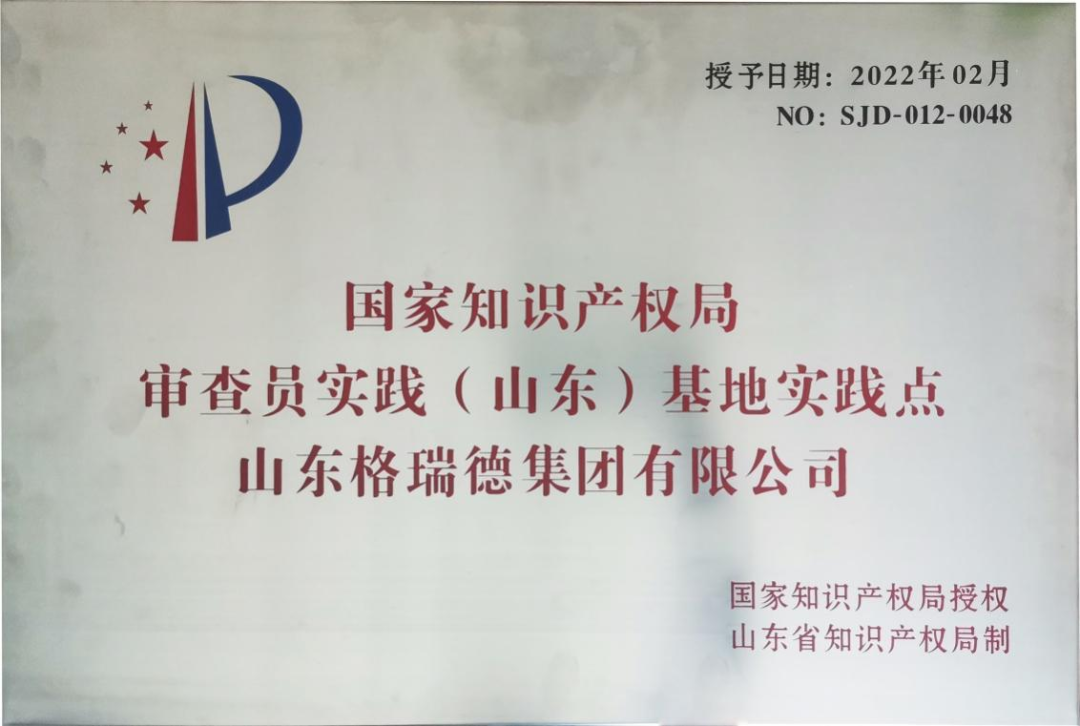 授予日期：2022年02月
NO：SJD-012-0048
国家知识产权局
审查员实践（山东）基地实践点
山东格瑞德集团有限公司
国家知识产权局授权
山东省知识产权局制